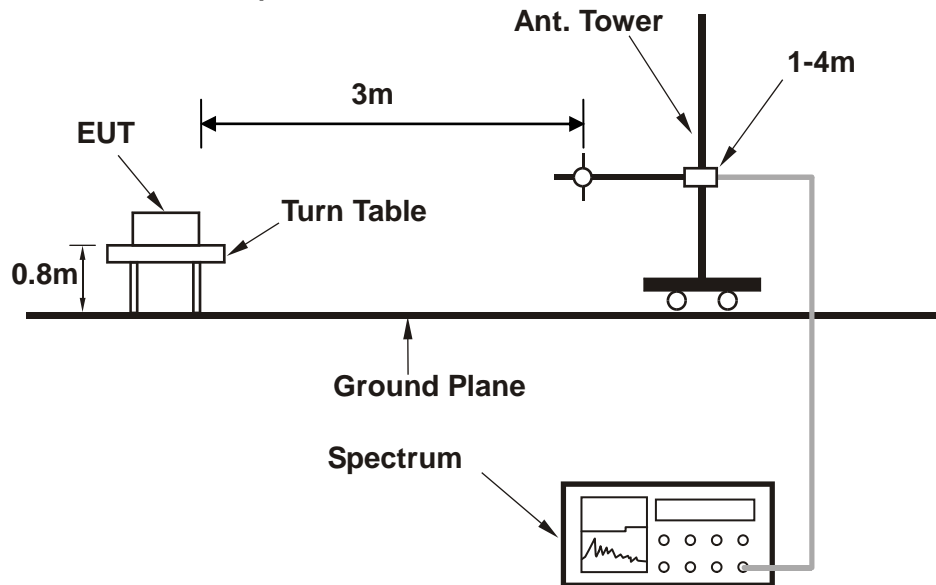 Ant. Tower
1-4m
3m
EUT
Turn Table
0.8m
Ground Plane
Spectrum